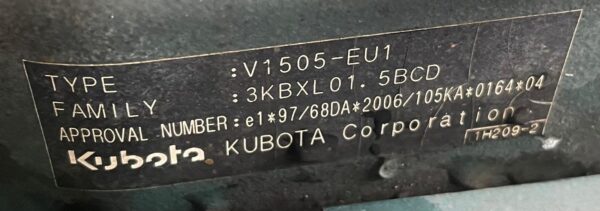 TYPE :V1505-EU1
FAMILY :3KBXL01.5BCD
APPROVAL NUMBER:e1*97/68DA*2006/105KA*0164*04
Kubota KUBOTA Corporation
1H209-2